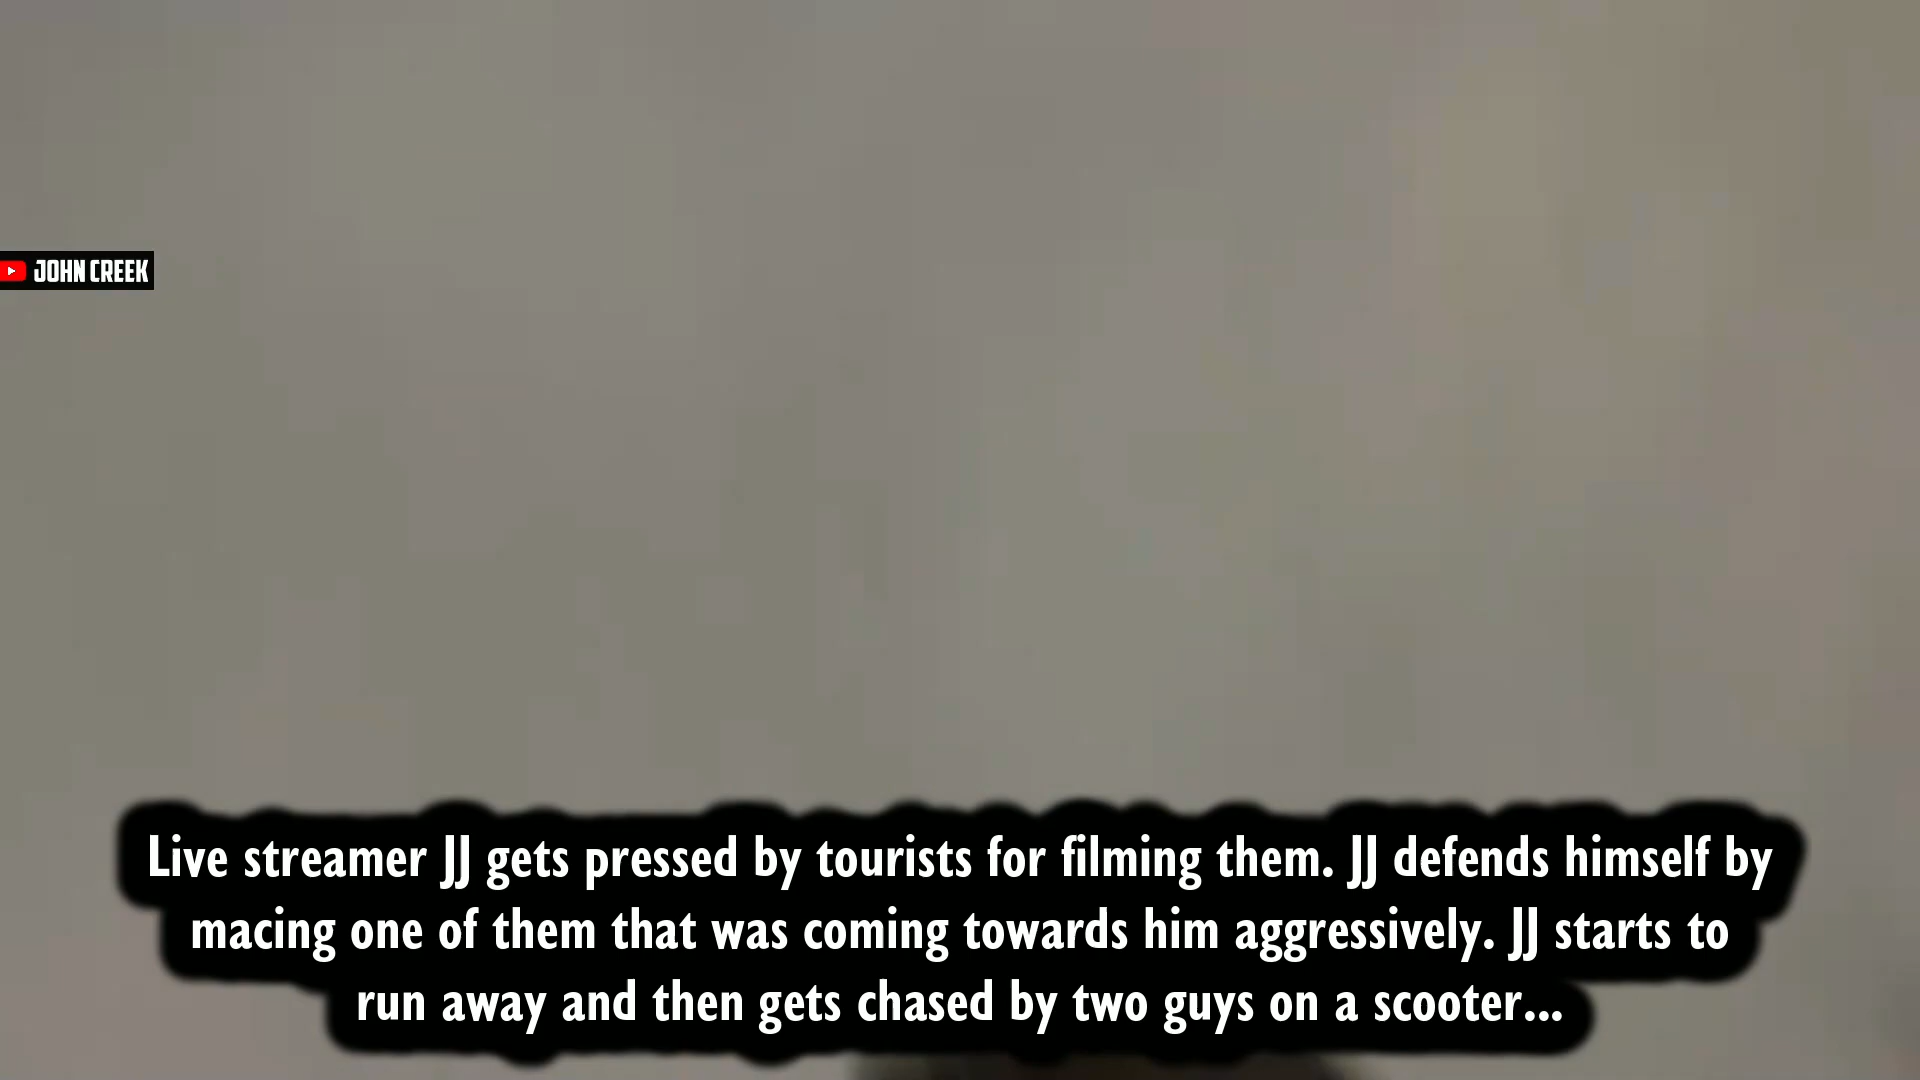 JOHN CREEK
Live streamer JJ gets pressed by tourists for filming them. JJ defends himself by
macing one of them that was coming towards him aggressively. JJ starts to
run away and then gets chased by two guys on a scooter...